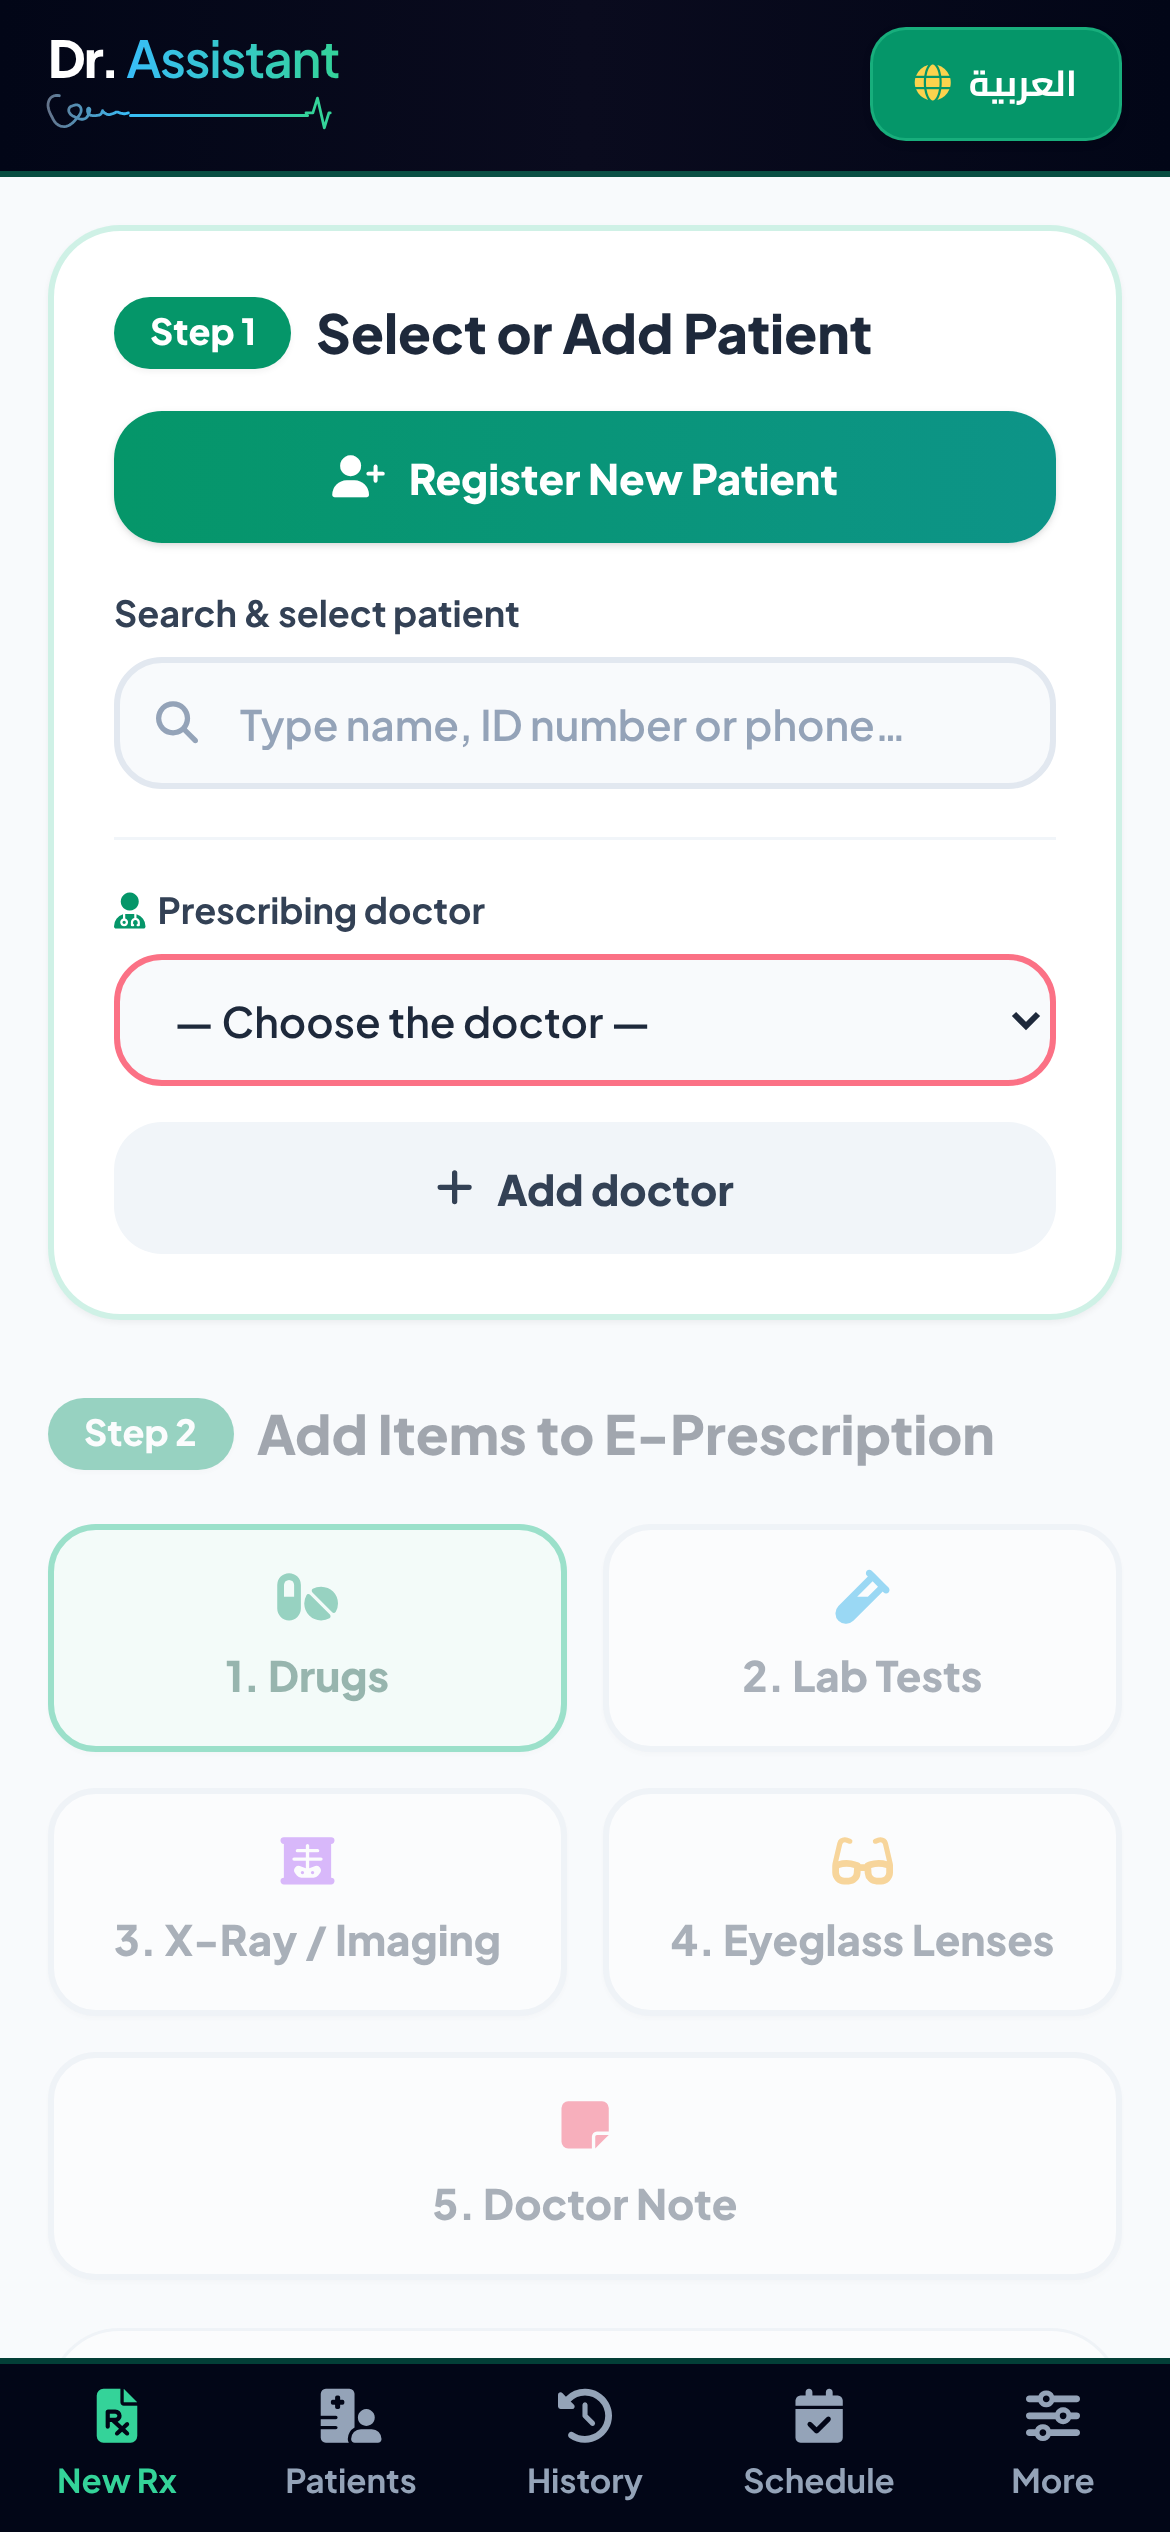 Dr. Assistant
العربية
Step 1
Select or Add Patient
Register New Patient
Search & select patient
Type name, ID number or phone...
Prescribing doctor
— Choose the doctor —
Add doctor
Step 2
Add Items to E-Prescription
1. Drugs
2. Lab Tests
3. X-Ray / Imaging
4. Eyeglass Lenses
5. Doctor Note
New Rx
Patients
History
Schedule
More